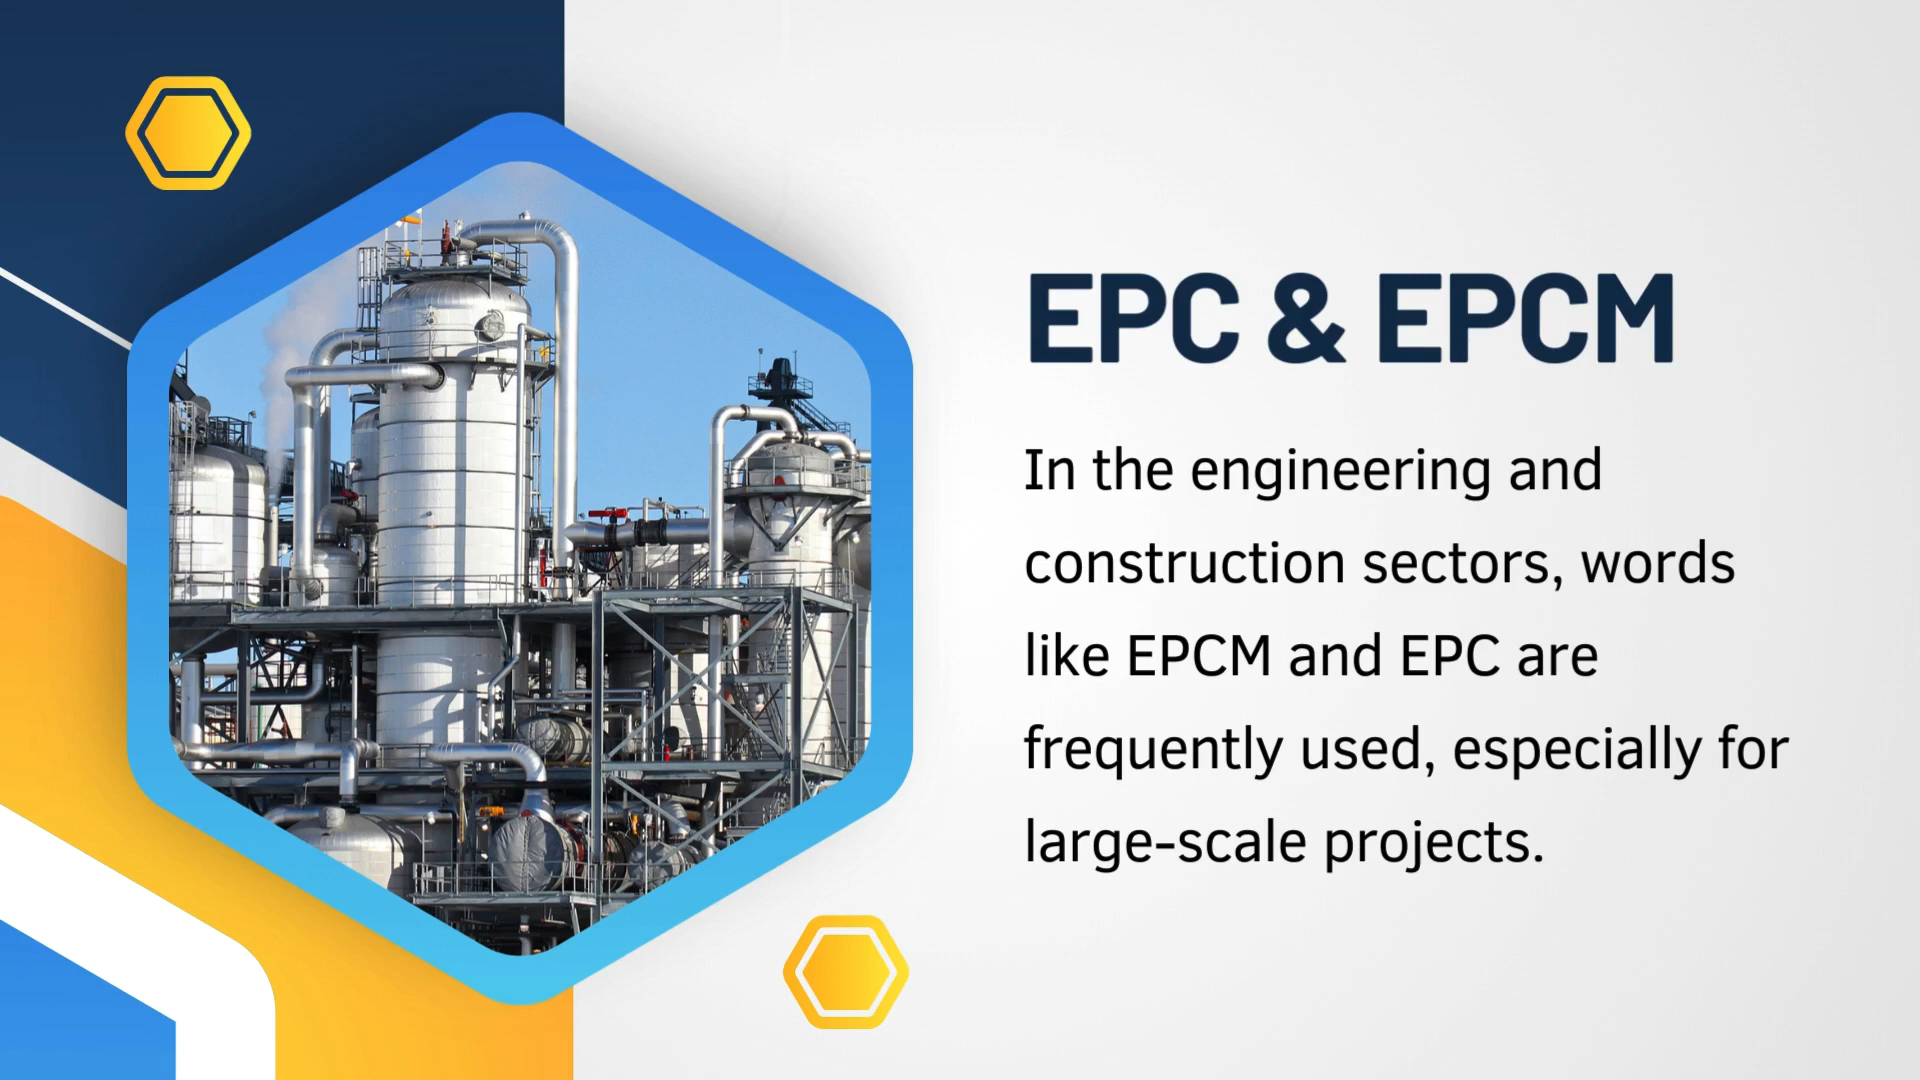 EPC & EPCM
In the engineering and
construction sectors, words
like EPCM and EPC are
frequently used, especially for
large-scale projects.